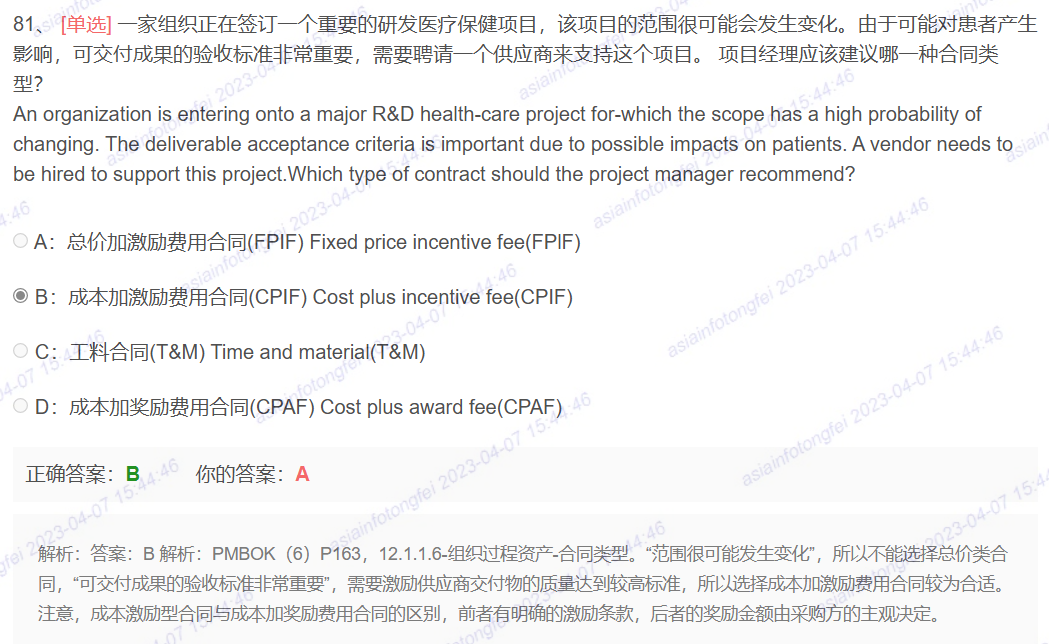 81、 [单选] 一家组织正在签订一个重要的研发医疗保健项目，该项目的范围很可能会发生变化。由于可能对患者产生
影响，可交付成果的验收标准非常重要，需要聘请一个供应商来支持这个项目。 项目经理应该建议哪一种合同类
型？
An organization is entering onto a major R&D health-care project for-which the scope has a high probability of
changing. The deliverable acceptance criteria is important due to possible impacts on patients. A vendor needs to
be hired to support this project.Which type of contract should the project manager recommend?
A： 总价加激励费用合同(FPIF) Fixed price incentive fee(FPIF)
B： 成本加激励费用合同(CPIF) Cost plus incentive fee(CPIF)
C： 工料合同(T&M) Time and material(T&M)
D： 成本加奖励费用合同(CPAF) Cost plus award fee(CPAF)
正确答案： B 你的答案： A
解析：答案：B 解析：PMBOK（6）P163，12.1.1.6-组织过程资产-合同类型。“范围很可能发生变化”，所以不能选择总价类合
同，“可交付成果的验收标准非常重要”，需要激励供应商交付物的质量达到较高标准，所以选择成本加激励费用合同较为合适。
注意，成本激励型合同与成本加奖励费用合同的区别，前者有明确的激励条款，后者的奖励金额由采购方的主观决定。
asiainfotongfei 2023-04-07 15:44:46